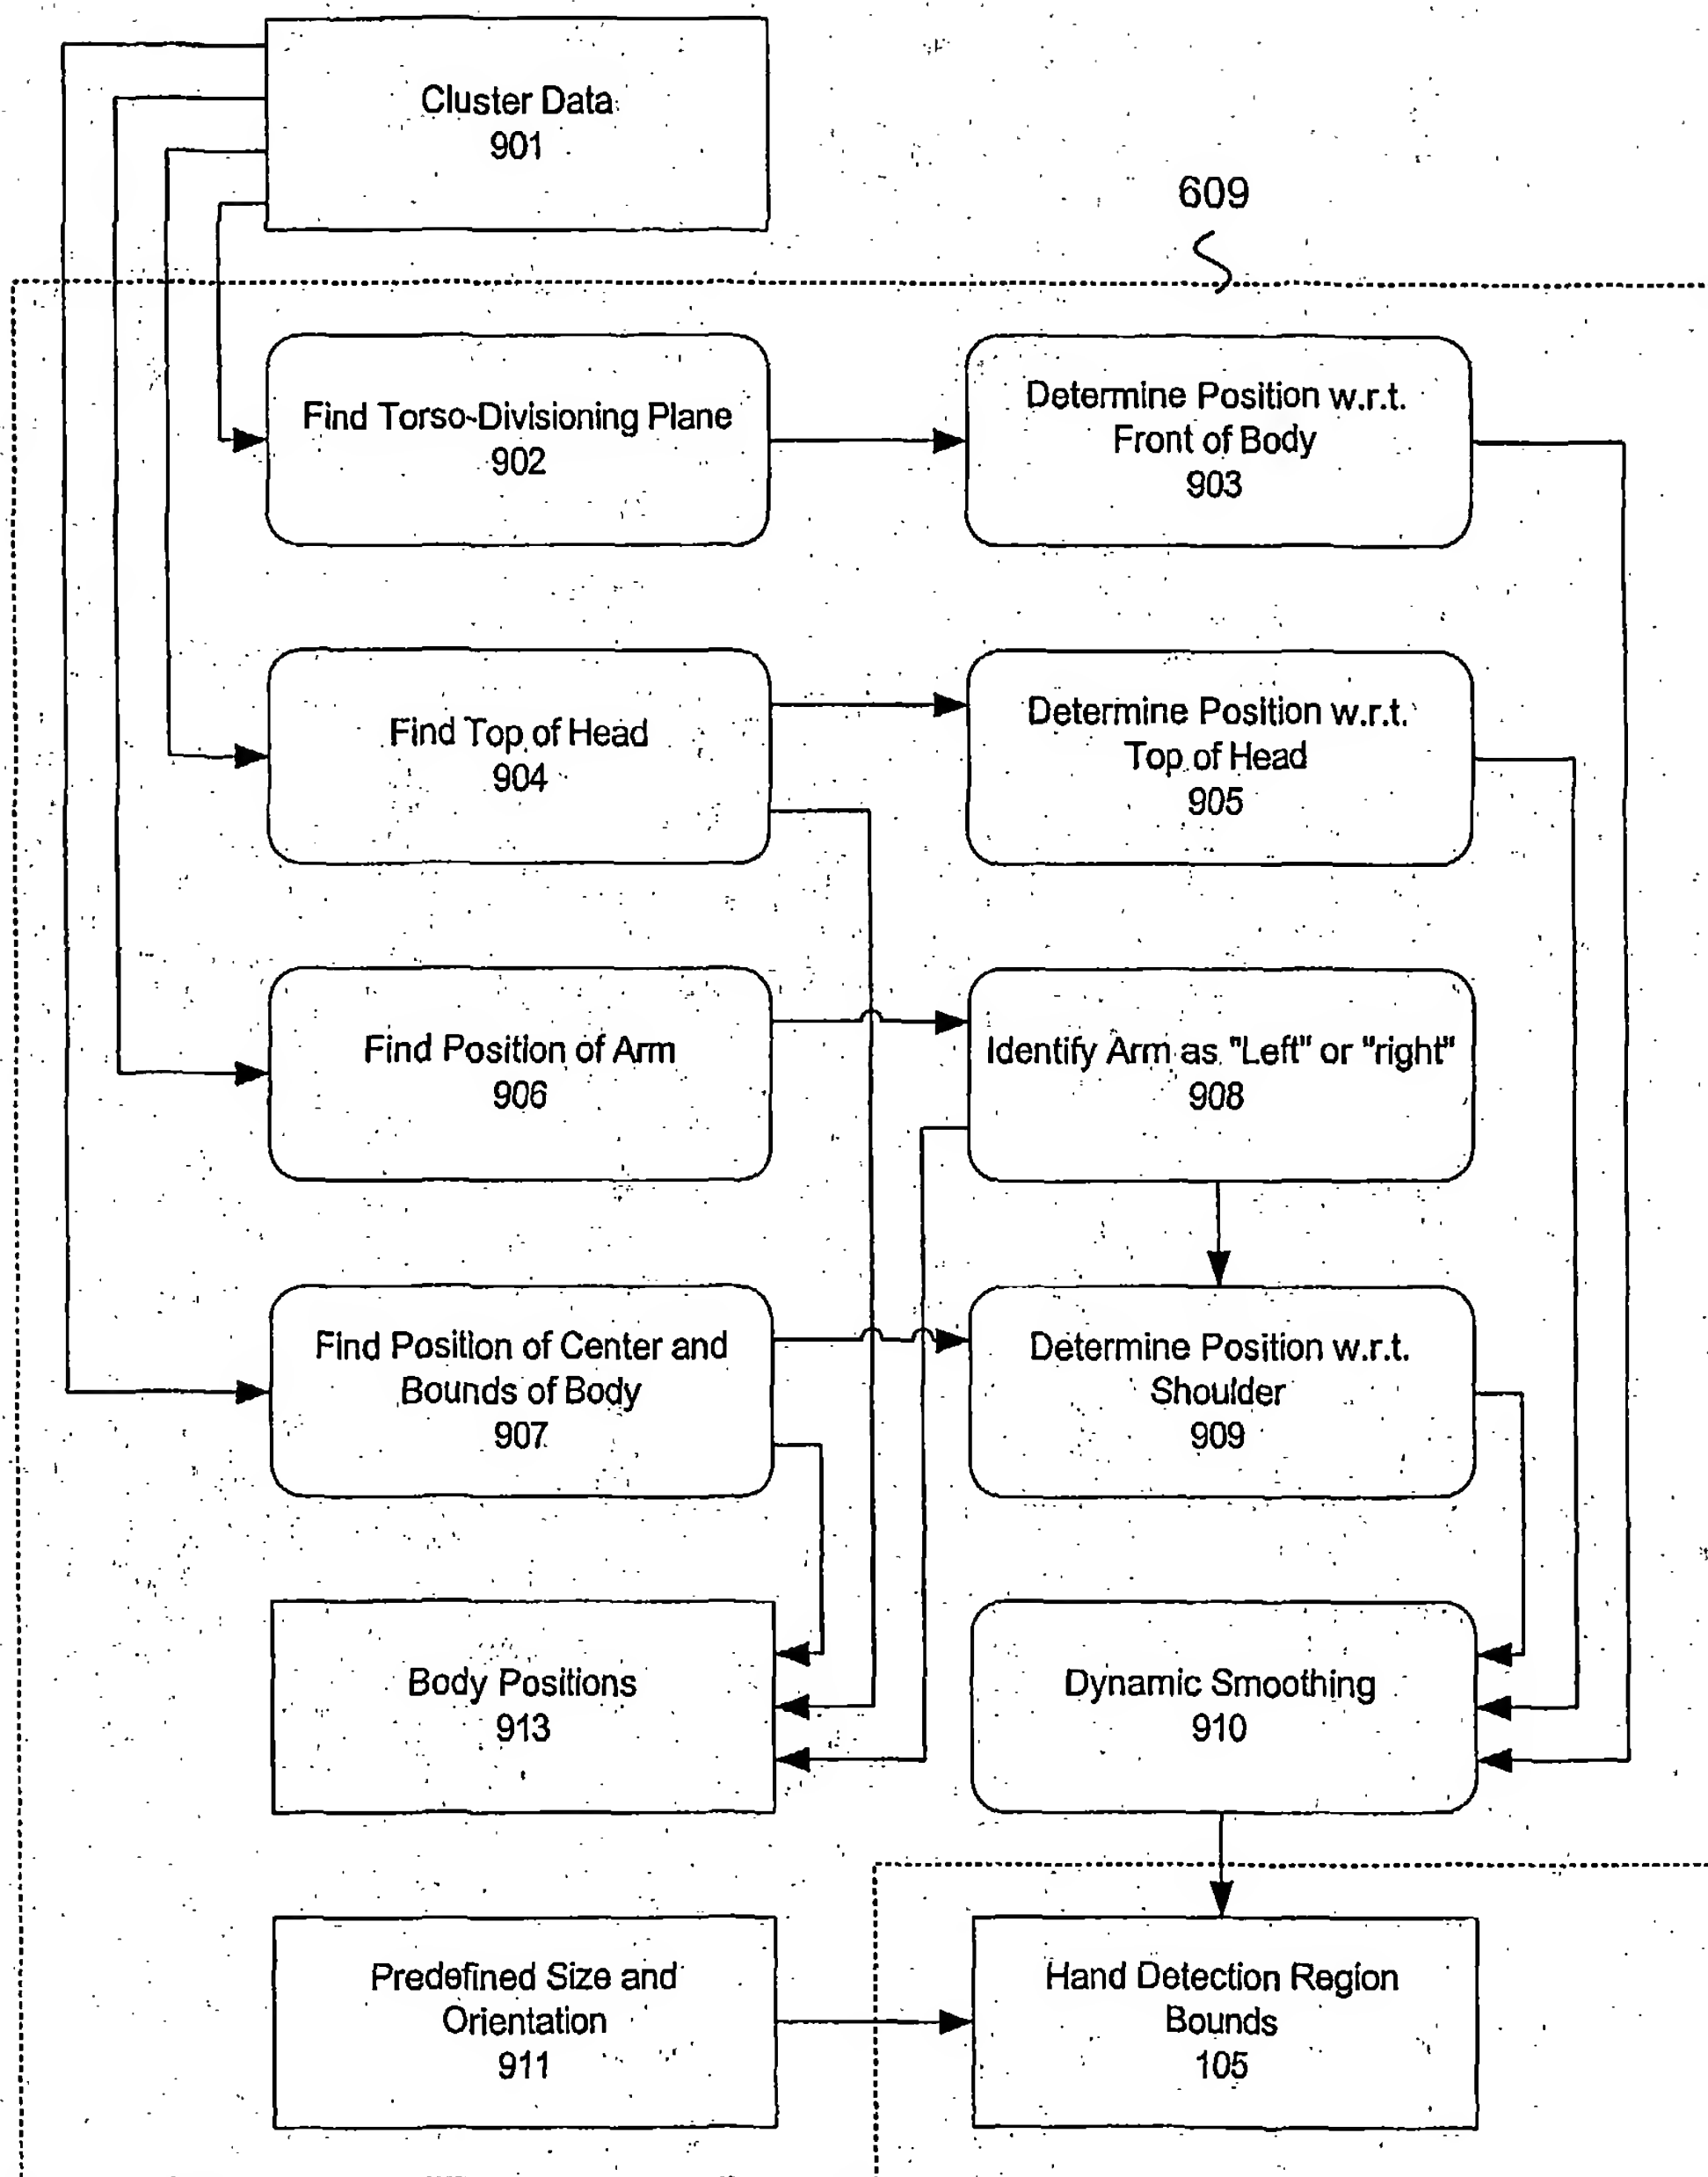 Cluster Data
901
609
Find Torso-Divisioning Plane
902
Determine Position w.r.t.
Front of Body
903
Find Top of Head
904
Determine Position w.r.t.
Top of Head
905
Find Position of Arm
906
Identify Arm as "Left" or "right"
908
Find Position of Center and
Bounds of Body
907
Determine Position w.r.t.
Shoulder
909
Body Positions
913
Dynamic Smoothing
910
Predefined Size and
Orientation
911
Hand Detection Region
Bounds
105